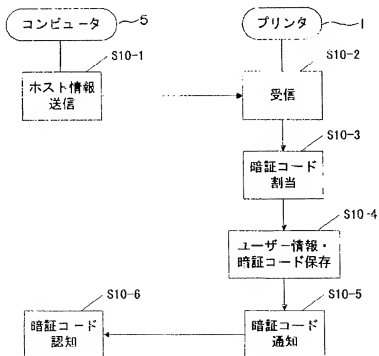 コンピュータ
5
プリンタ
1
S10-1
S10-2
ホスト情報
送信
受信
S10-3
暗証コード
割当
S10-4
ユーザー情報・
暗証コード保存
S10-6
S10-5
暗証コード
認知
暗証コード
通知